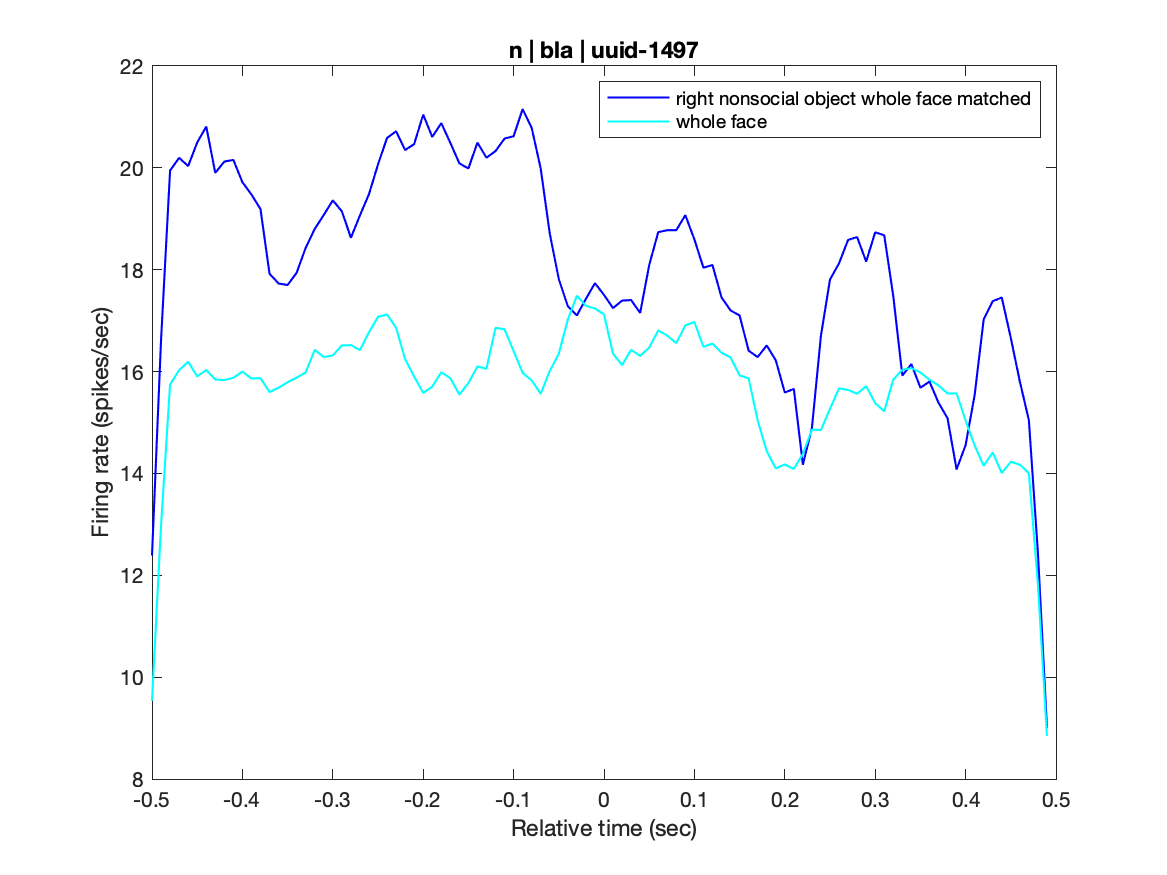 n | bla | uuid-1497
right nonsocial object whole face matched
whole face
Firing rate (spikes/sec)
22
20
18
16
14
12
10
8
-0.5 -0.4 -0.3 -0.2 -0.1 0 0.1 0.2 0.3 0.4 0.5
Relative time (sec)